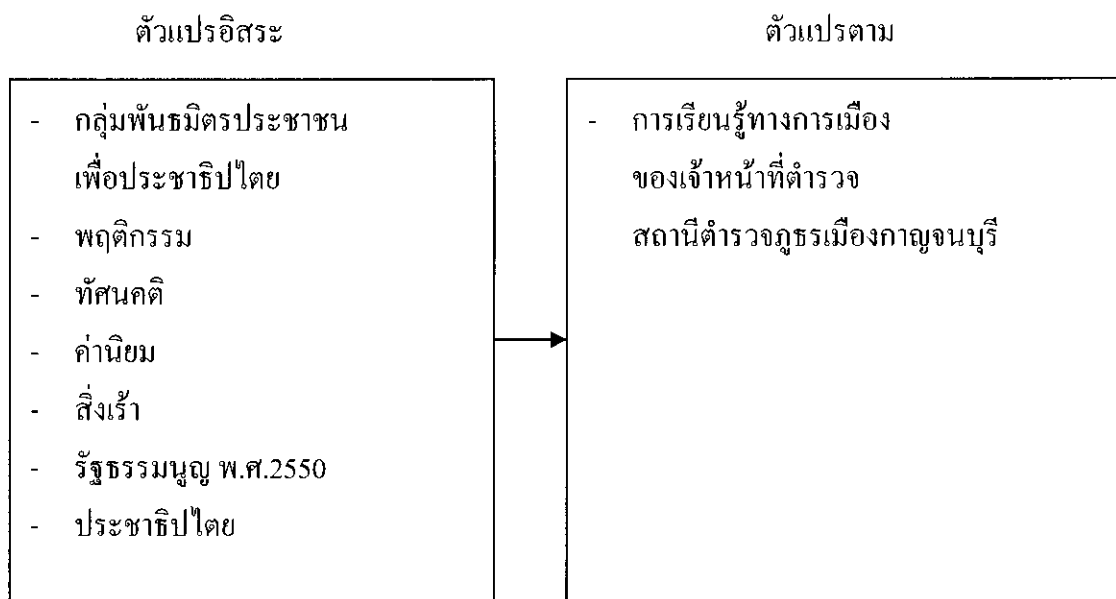 ตัวแปรอิสระ
ตัวแปรตาม
- กลุ่มพันธมิตรประชาชน
เพื่อประชาธิปไตย
- พฤติกรรม
- ทัศนคติ
- ค่านิยม
- สิ่งเร้า
- รัฐธรรมนูญ พ.ศ.2550
- ประชาธิปไตย
- การเรียนรู้ทางการเมือง
ของเจ้าหน้าที่ตำรวจ
สถานีตำรวจภูธรเมืองกาญจนบุรี